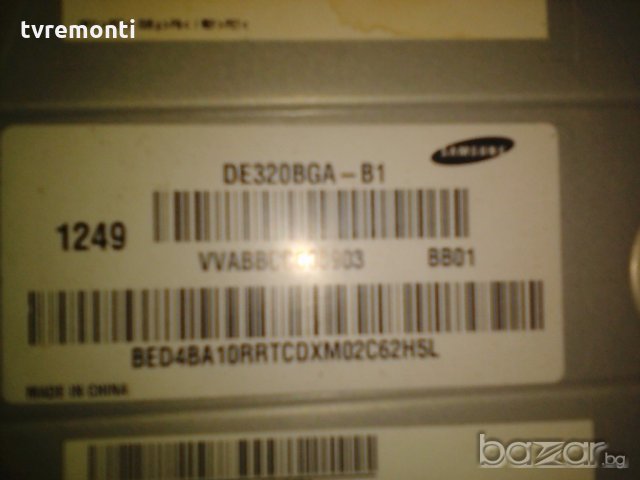 tvremonti
SAMSUNG
DE320BGA-B1
1249
BB01
BED4BA10RRTCDXM02C62H5L
MADE IN CHINA
bazar.bg